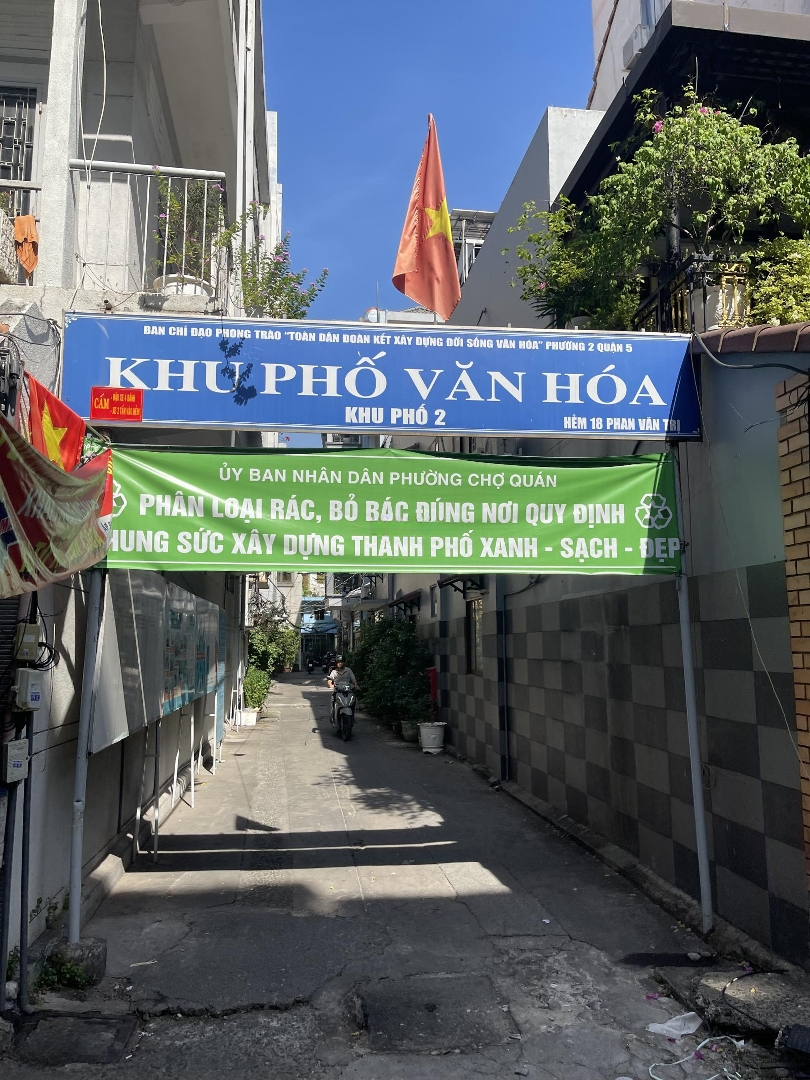 BAN CHỈ ĐẠO PHONG TRÀO "TOÀN DÂN ĐOÀN KẾT XÂY DỰNG ĐỜI SỐNG VĂN HÓA" PHƯỜNG 2 QUẬN 5
KHU PHỐ VĂN HÓA
CẤM
KHU PHỐ 2
HẺM 18 PHAN VĂN TRỊ
ỦY BAN NHÂN DÂN PHƯỜNG CHỢ QUÁN
PHÂN LOẠI RÁC, BỎ RÁC ĐÚNG NƠI QUY ĐỊNH
HUNG SỨC XÂY DỰNG THÀNH PHỐ XANH - SẠCH - ĐẸP